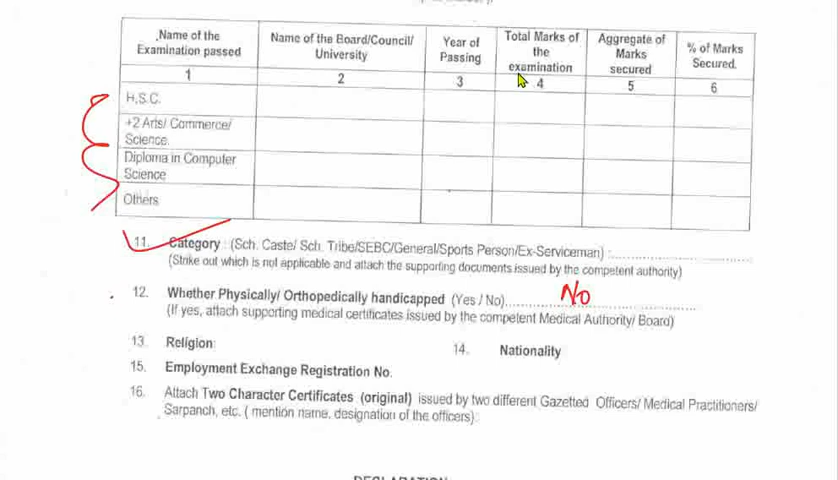 Name of the Examination passed | Name of the Board/Council/ University | Year of Passing | Total Marks of the examination | Aggregate of Marks secured | % of Marks Secured.
1 | 2 | 3 | 4 | 5 | 6
H.S.C.
+2 Arts/ Commerce/
Science.
Diploma in Computer
Science
Others
11. Category : (Sch. Caste/ Sch. Tribe/SEBC/General/Sports Person/Ex-Serviceman) :
(Strike out which is not applicable and attach the supporting documents issued by the competent authority)
12. Whether Physically/ Orthopedically handicapped (Yes / No) No
(If yes, attach supporting medical certificates issued by the competent Medical Authority/ Board)
13. Religion: 14. Nationality
15. Employment Exchange Registration No.
16. Attach Two Character Certificates (original) issued by two different Gazetted Officers/ Medical Practitioners/
Sarpanch, etc. ( mention name, designation of the officers):